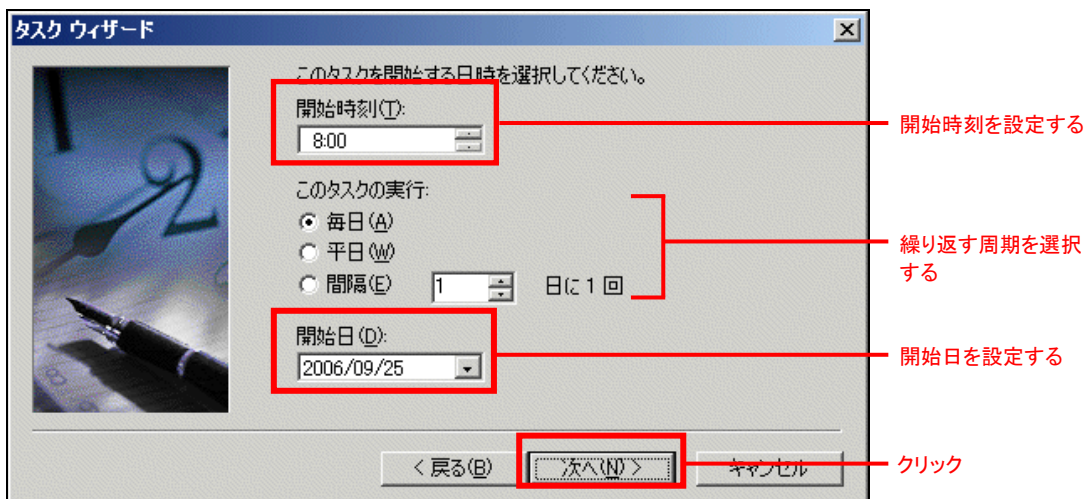 タスク ウィザード
このタスクを開始する日時を選択してください。
開始時刻(T):
8:00
開始時刻を設定する
このタスクの実行:
毎日(A)
平日(W)
間隔(E) 1 日に 1 回
繰り返す周期を選択
する
開始日(D):
2006/09/25
開始日を設定する
< 戻る(B)
次へ(N) >
キャンセル
クリック